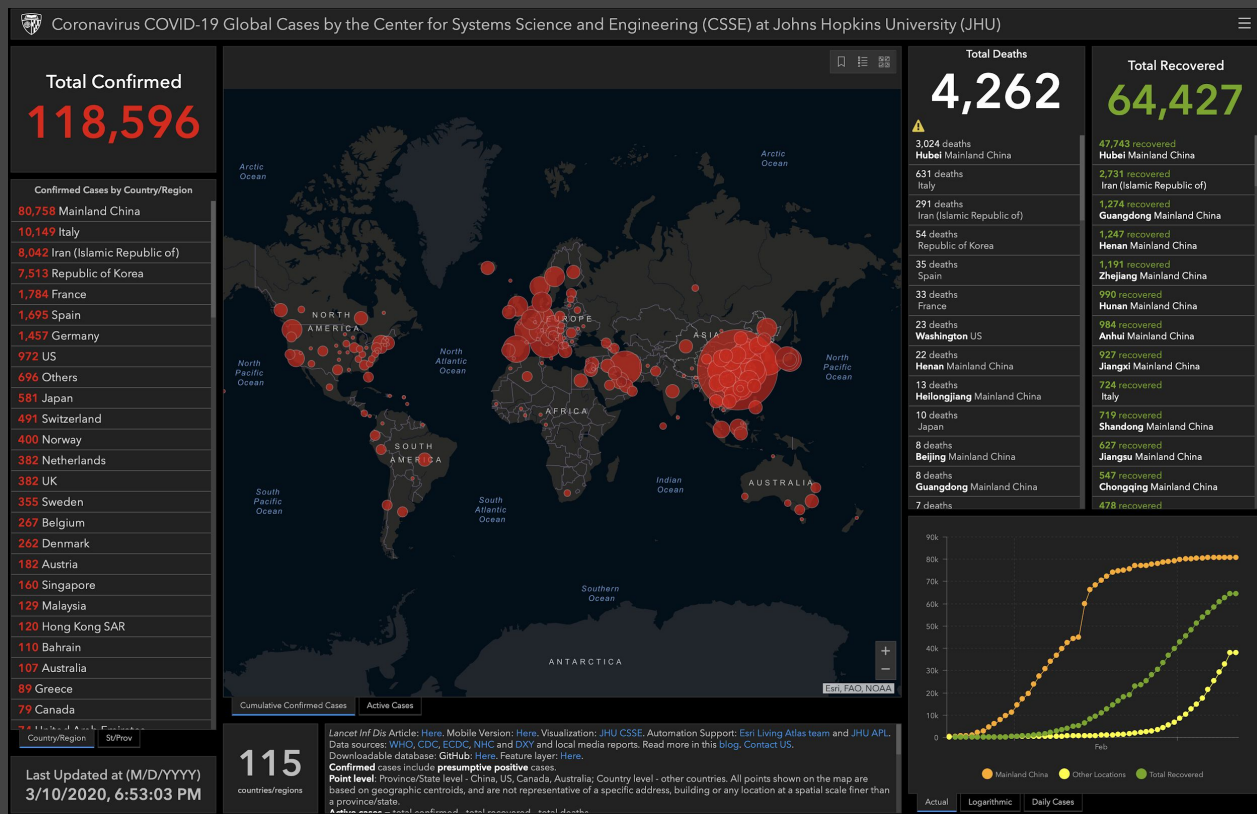 Coronavirus COVID-19 Global Cases by the Center for Systems Science and Engineering (CSSE) at Johns Hopkins University (JHU)
Total Confirmed
118,596
Confirmed Cases by Country/Region
80,758 Mainland China
10,149 Italy
8,042 Iran (Islamic Republic of)
7,513 Republic of Korea
1,784 France
1,695 Spain
1,457 Germany
972 US
696 Others
581 Japan
491 Switzerland
400 Norway
382 Netherlands
382 UK
355 Sweden
267 Belgium
262 Denmark
182 Austria
160 Singapore
129 Malaysia
120 Hong Kong SAR
110 Bahrain
107 Australia
89 Greece
79 Canada
74 United Arab Emirates
Country/Region
St/Prov
Last Updated at (M/D/YYYY)
3/10/2020, 6:53:03 PM
Arctic
Ocean
Arctic
Ocean
NORTH
AMERICA
EUROPE
ASIA
North
Pacific
Ocean
North
Atlantic
Ocean
North
Pacific
Ocean
AFRICA
SOUTH
AMERICA
Indian
Ocean
AUSTRALIA
South
Pacific
Ocean
South
Atlantic
Ocean
Southern
Ocean
ANTARCTICA
+
−
Esri, FAO, NOAA
Cumulative Confirmed Cases
Active Cases
115
countries/regions
Lancet Inf Dis Article: Here. Mobile Version: Here. Visualization: JHU CSSE. Automation Support: Esri Living Atlas team and JHU APL.
Data sources: WHO, CDC, ECDC, NHC and DXY and local media reports. Read more in this blog. Contact US.
Downloadable database: GitHub: Here. Feature layer: Here.
Confirmed cases include presumptive positive cases.
Point level: Province/State level - China, US, Canada, Australia; Country level - other countries. All points shown on the map are
based on geographic centroids, and are not representative of a specific address, building or any location at a spatial scale finer than
a province/state.
Active cases = total confirmed - total recovered - total deaths.
Total Deaths
4,262
3,024 deaths
Hubei Mainland China
631 deaths
Italy
291 deaths
Iran (Islamic Republic of)
54 deaths
Republic of Korea
35 deaths
Spain
33 deaths
France
23 deaths
Washington US
22 deaths
Henan Mainland China
13 deaths
Heilongjiang Mainland China
10 deaths
Japan
8 deaths
Beijing Mainland China
8 deaths
Guangdong Mainland China
7 deaths
Total Recovered
64,427
47,743 recovered
Hubei Mainland China
2,731 recovered
Iran (Islamic Republic of)
1,274 recovered
Guangdong Mainland China
1,247 recovered
Henan Mainland China
1,191 recovered
Zhejiang Mainland China
990 recovered
Hunan Mainland China
984 recovered
Anhui Mainland China
927 recovered
Jiangxi Mainland China
724 recovered
Italy
719 recovered
Shandong Mainland China
627 recovered
Jiangsu Mainland China
547 recovered
Chongqing Mainland China
478 recovered
90k
80k
70k
60k
50k
40k
30k
20k
10k
0
Feb
Mainland China
Other Locations
Total Recovered
Actual
Logarithmic
Daily Cases